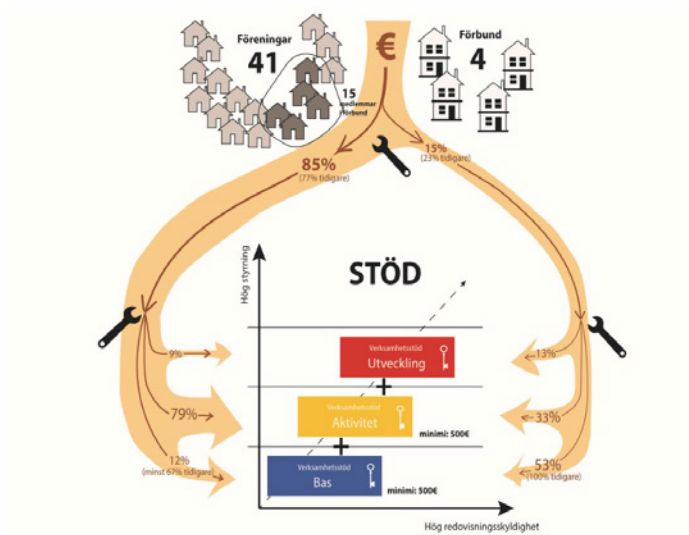 Föreningar
41
€
Förbund
4
15
medlemmar
i förbund
85%
(77% tidigare)
15%
(23% tidigare)
STÖD
Hög styrning
Verksamhetsstöd
Utveckling
9%
13%
+
Verksamhetsstöd
Aktivitet
minimi: 500€
79%
33%
+
Verksamhetsstöd
Bas
minimi: 500€
12%
(minst 67% tidigare)
53%
(100% tidigare)
Hög redovisningsskyldighet